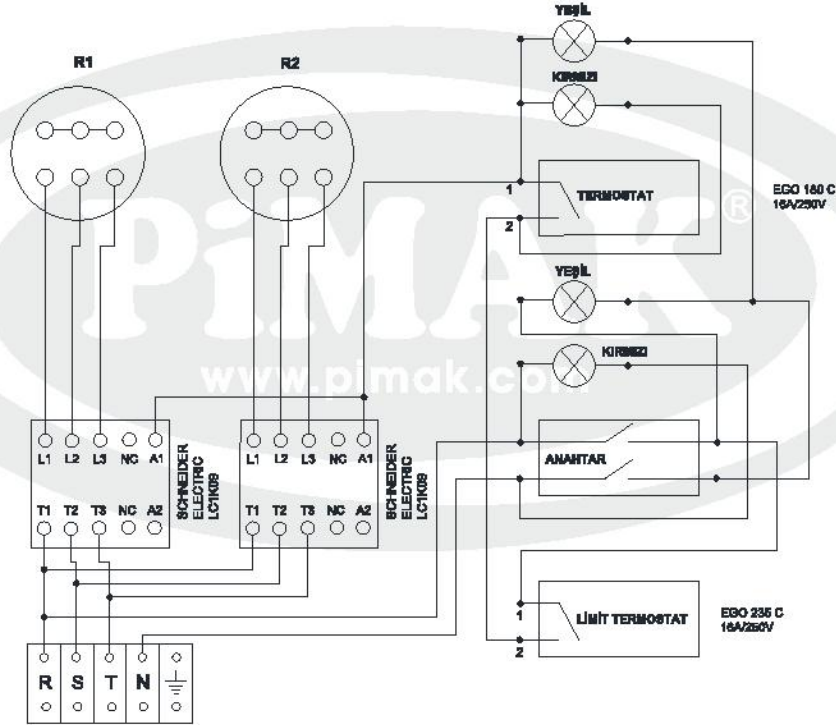 YEŞİL
R1
R2
KIRMIZI
1
TERMOSTAT
2
EGO 180 C
16A/250V
PİMAK®
YEŞİL
www.pimak.com
KIRMIZI
L1 L2 L3 NC A1
L1 L2 L3 NC A1
ANAHTAR
SCHNEIDER
ELECTRIC
LC1K09
SCHNEIDER
ELECTRIC
LC1K09
T1 T2 T3 NC A2
T1 T2 T3 NC A2
1
LİMİT TERMOSTAT
2
EGO 235 C
16A/250V
R S T N